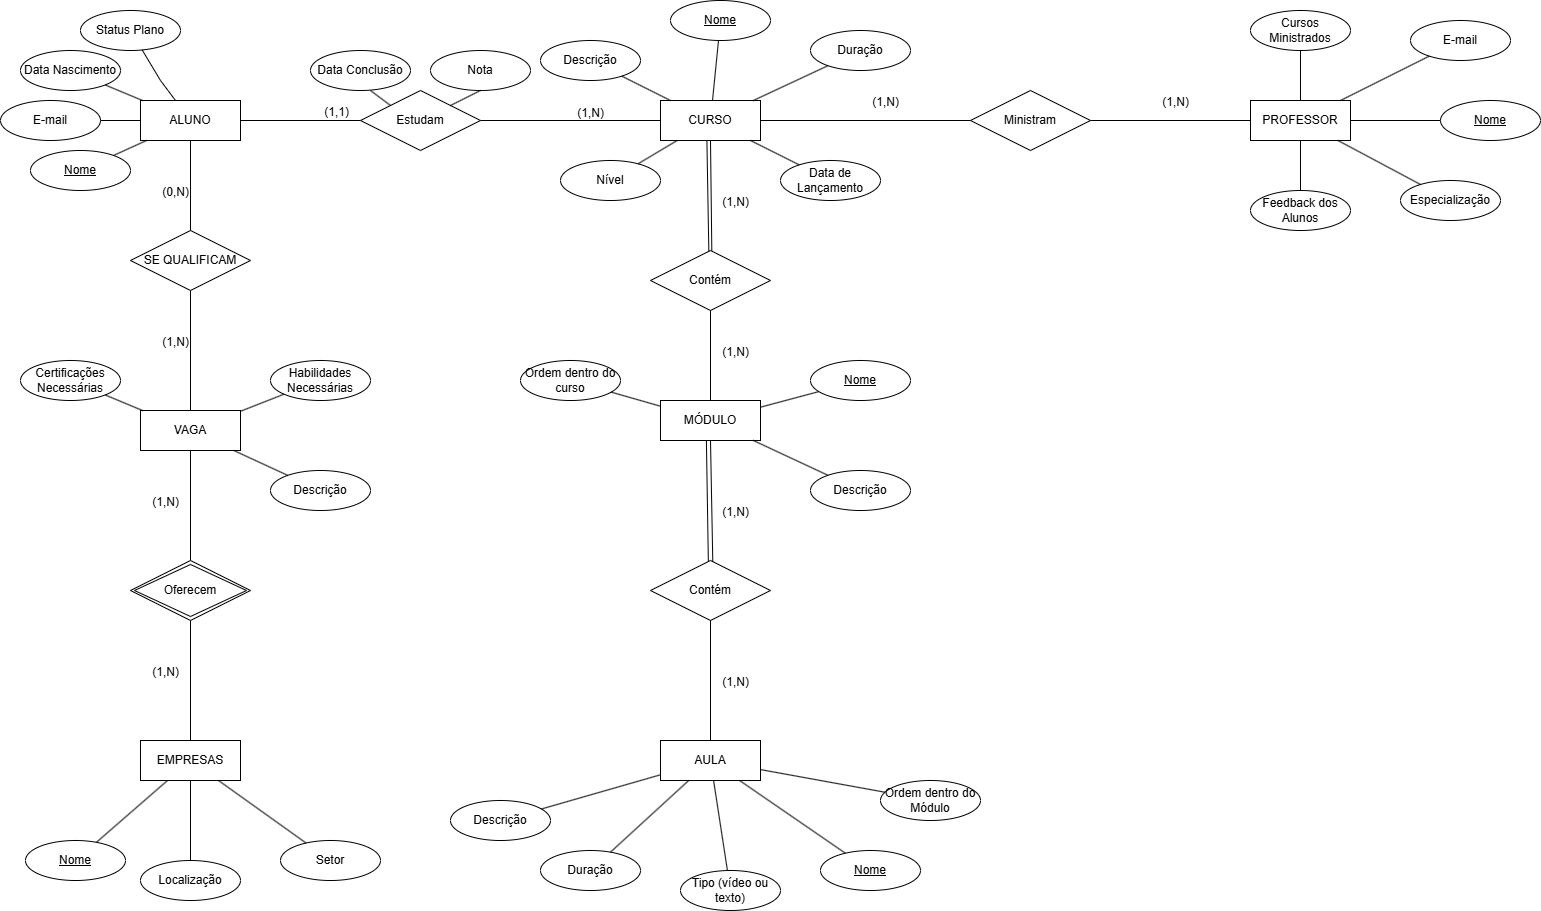 Status Plano
Data Nascimento
E-mail
Nome
ALUNO
(1,1)
Data Conclusão
Nota
Estudam
(1,N)
Nome
Descrição
Duração
CURSO
Nível
Data de
Lançamento
(1,N)
Ministram
(1,N)
Cursos
Ministrados
E-mail
PROFESSOR
Nome
Feedback dos
Alunos
Especialização
(0,N)
SE QUALIFICAM
(1,N)
Certificações
Necessárias
Habilidades
Necessárias
VAGA
Descrição
(1,N)
Oferecem
(1,N)
EMPRESAS
Nome
Localização
Setor
(1,N)
Contém
(1,N)
Ordem dentro do
curso
Nome
MÓDULO
Descrição
(1,N)
Contém
(1,N)
AULA
Descrição
Duração
Tipo (vídeo ou
texto)
Nome
Ordem dentro do
Módulo